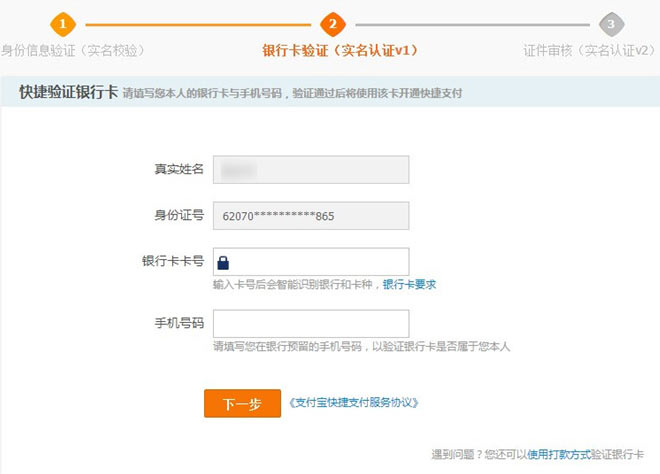 1
2
3
身份信息验证（实名校验）
银行卡验证（实名认证v1）
证件审核（实名认证v2）
快捷验证银行卡 请填写您本人的银行卡与手机号码，验证通过后将使用该卡开通快捷支付
真实姓名
身份证号 62070**********865
银行卡卡号
输入卡号后会智能识别银行和卡种，银行卡要求
手机号码
请填写您在银行预留的手机号码，以验证银行卡是否属于您本人
下一步 《支付宝快捷支付服务协议》
遇到问题？您还可以使用打款方式验证银行卡